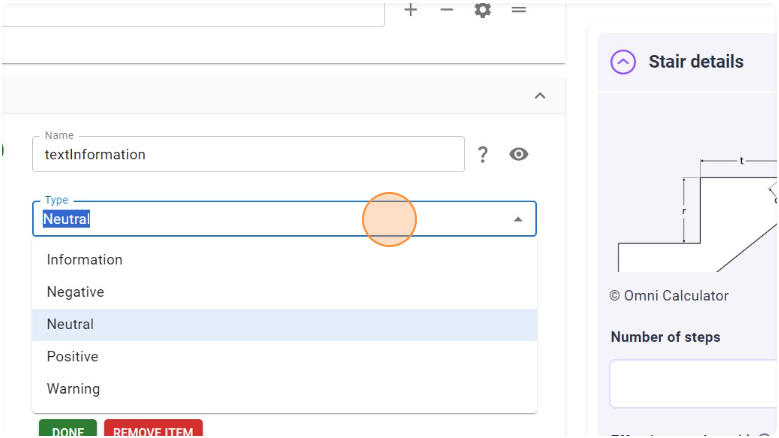 Stair details
Name
textInformation
?
t
Type
Neutral
r
Information
Negative
Neutral
Positive
Warning
© Omni Calculator
Number of steps
DONE
REMOVE ITEM